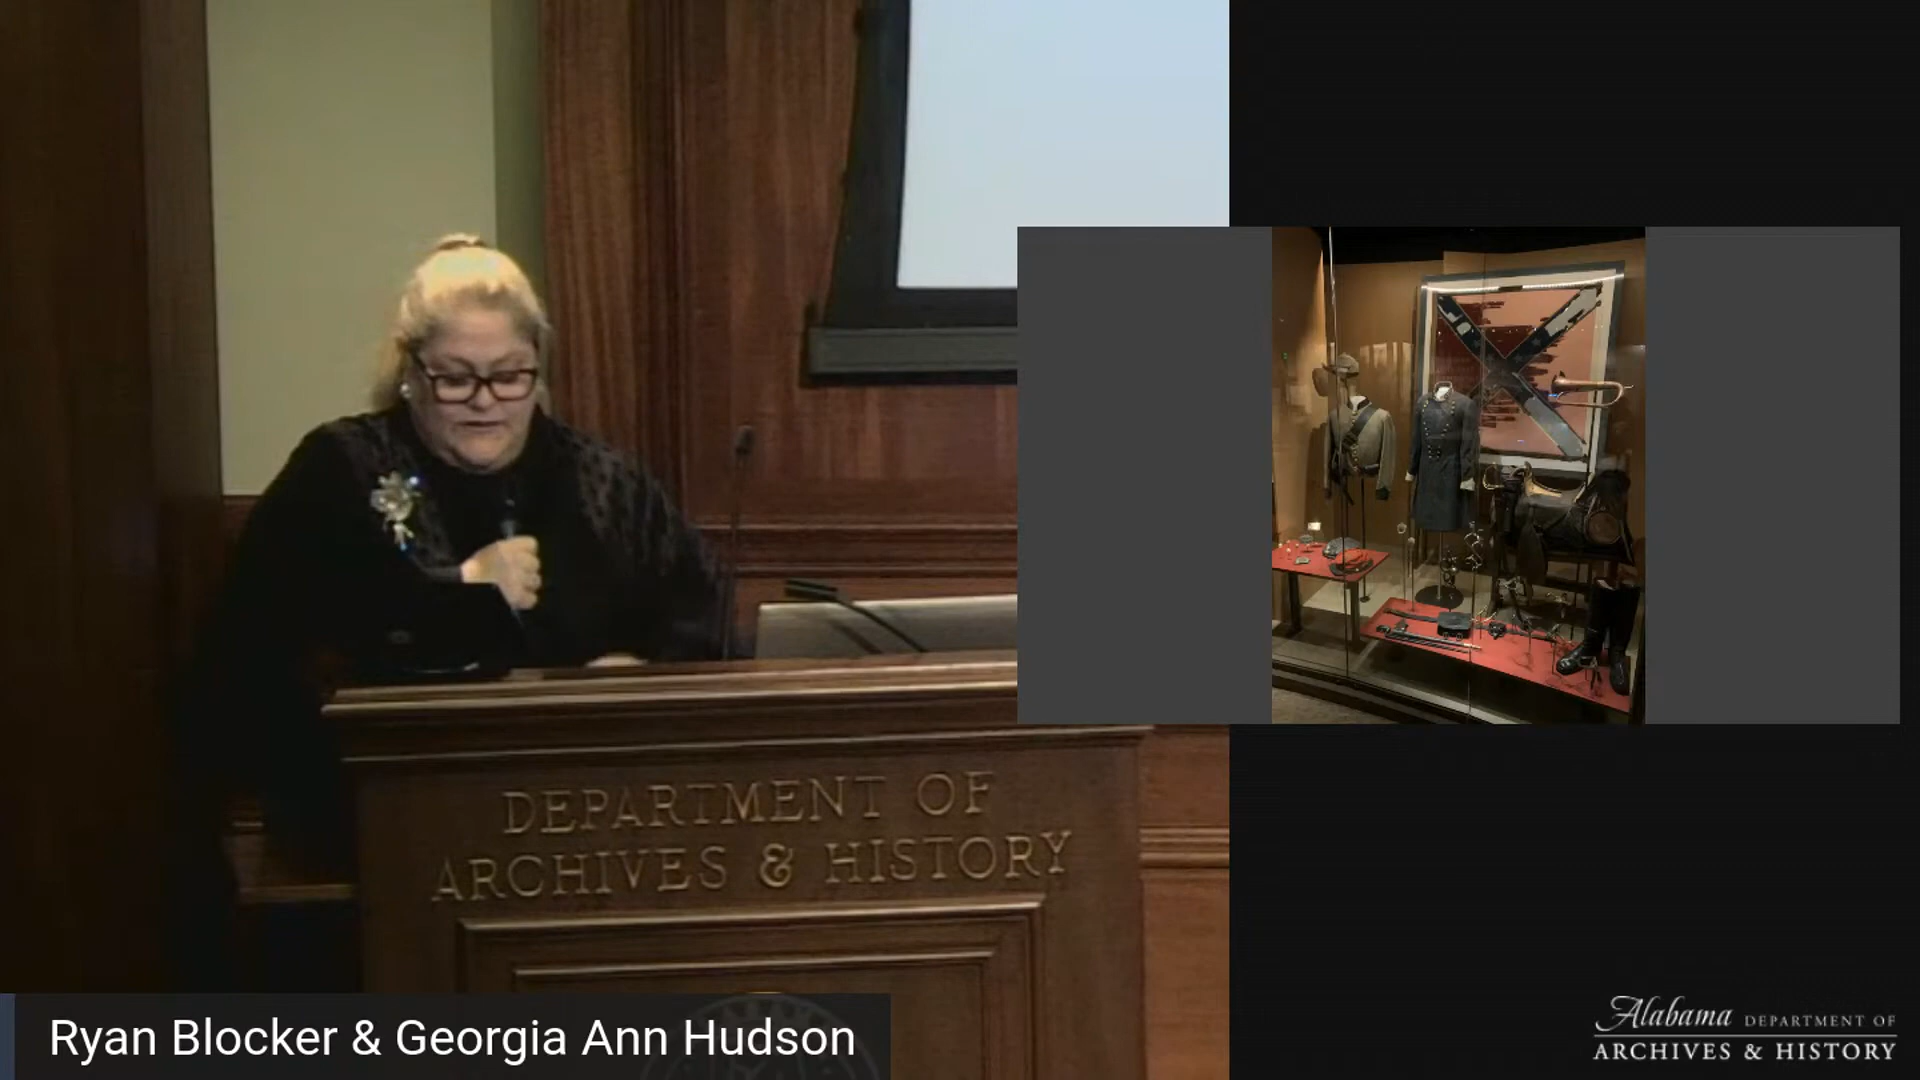 DEPARTMENT OF
ARCHIVES & HISTORY
Ryan Blocker & Georgia Ann Hudson
Alabama DEPARTMENT OF
ARCHIVES & HISTORY